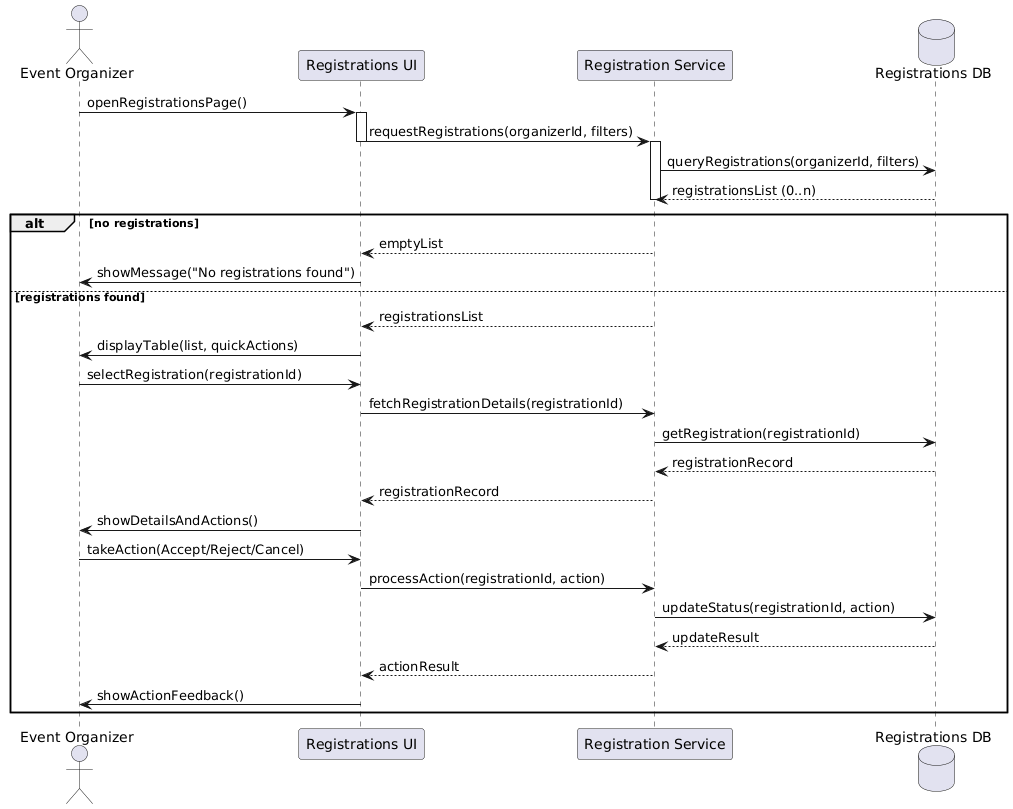 Event Organizer
Registrations UI
Registration Service
Registrations DB
openRegistrationsPage()
requestRegistrations(organizerId, filters)
queryRegistrations(organizerId, filters)
registrationsList (0..n)
alt [no registrations]
emptyList
showMessage("No registrations found")
[registrations found]
registrationsList
displayTable(list, quickActions)
selectRegistration(registrationId)
fetchRegistrationDetails(registrationId)
getRegistration(registrationId)
registrationRecord
registrationRecord
showDetailsAndActions()
takeAction(Accept/Reject/Cancel)
processAction(registrationId, action)
updateStatus(registrationId, action)
updateResult
actionResult
showActionFeedback()
Event Organizer
Registrations UI
Registration Service
Registrations DB